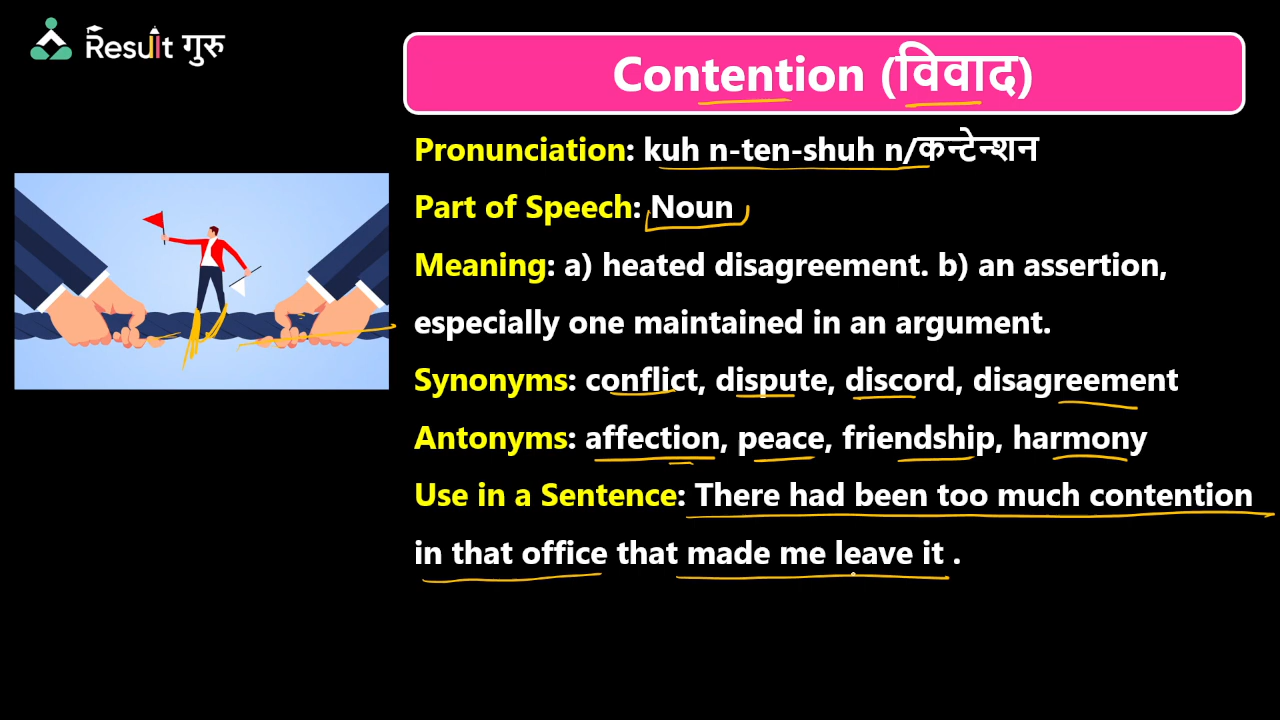 Result गुरु
Contention (विवाद)
Pronunciation: kuh n-ten-shuh n/कन्टेन्शन
Part of Speech: Noun
Meaning: a) heated disagreement. b) an assertion,
especially one maintained in an argument.
Synonyms: conflict, dispute, discord, disagreement
Antonyms: affection, peace, friendship, harmony
Use in a Sentence: There had been too much contention
in that office that made me leave it .